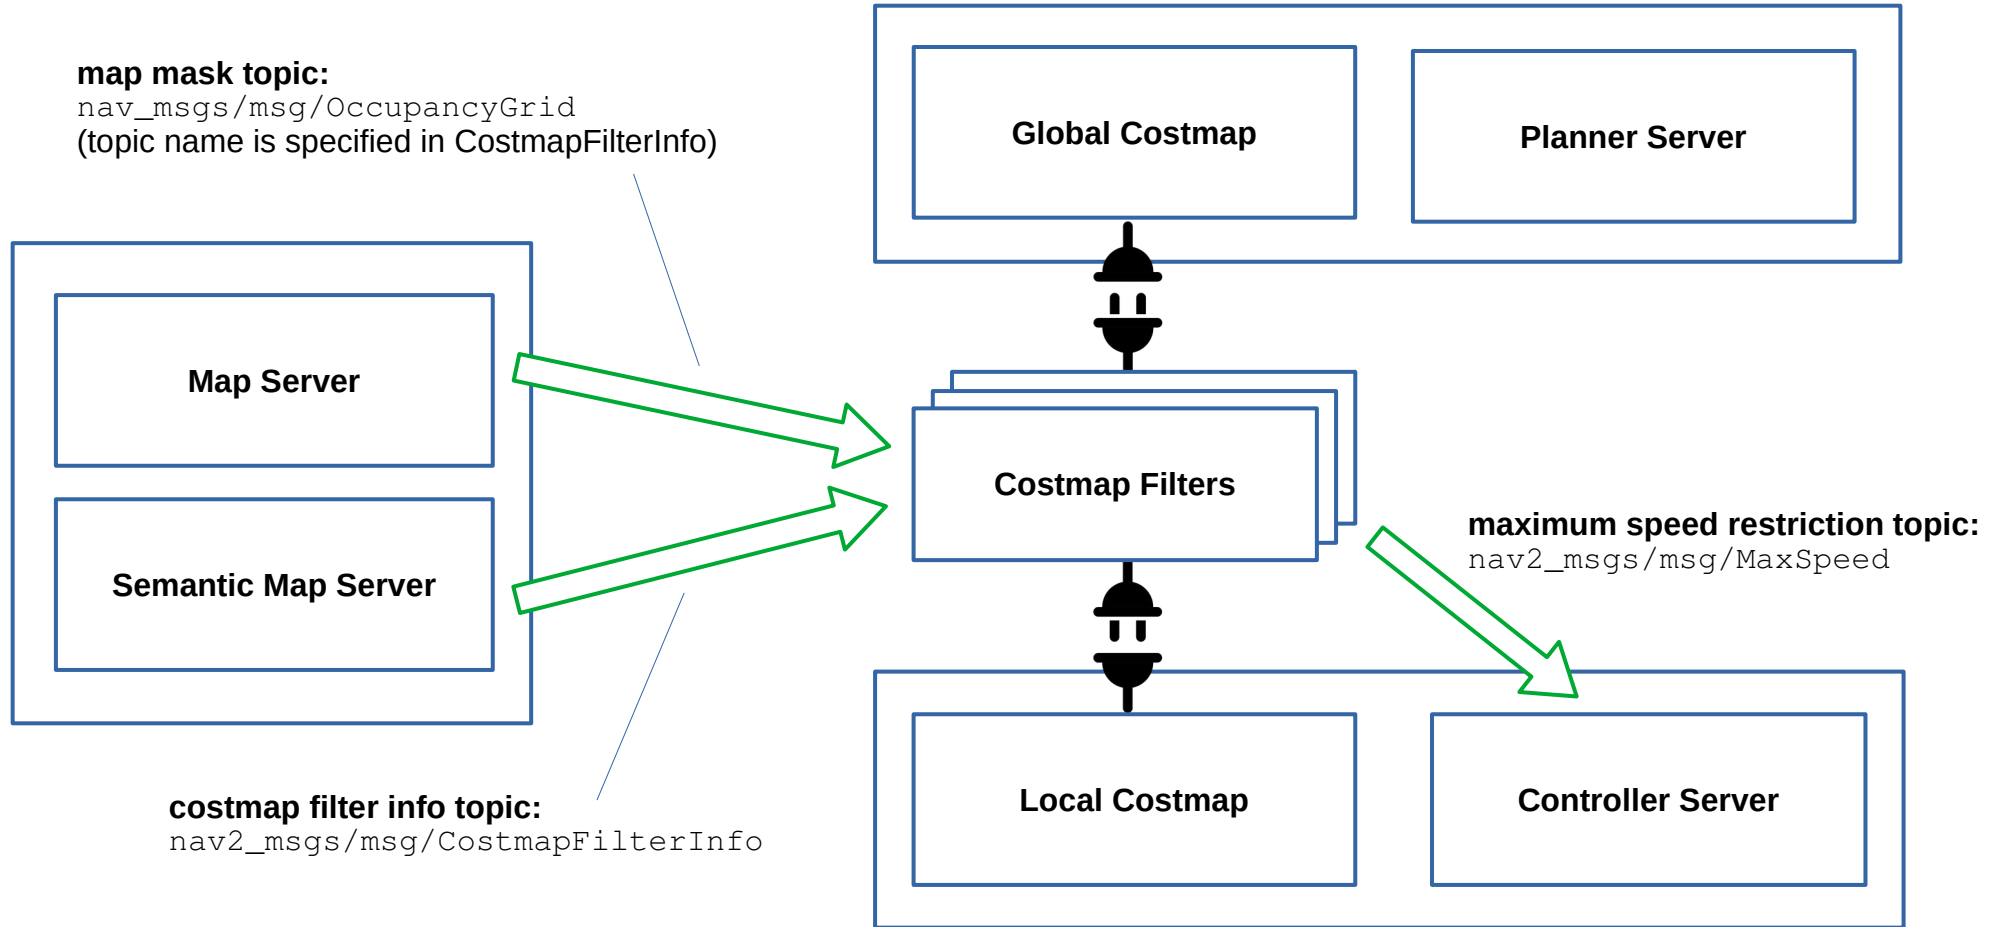 map mask topic:
nav_msgs/msg/OccupancyGrid
(topic name is specified in CostmapFilterInfo)
Global Costmap
Planner Server
Map Server
Semantic Map Server
Costmap Filters
maximum speed restriction topic:
nav2_msgs/msg/MaxSpeed
costmap filter info topic:
nav2_msgs/msg/CostmapFilterInfo
Local Costmap
Controller Server